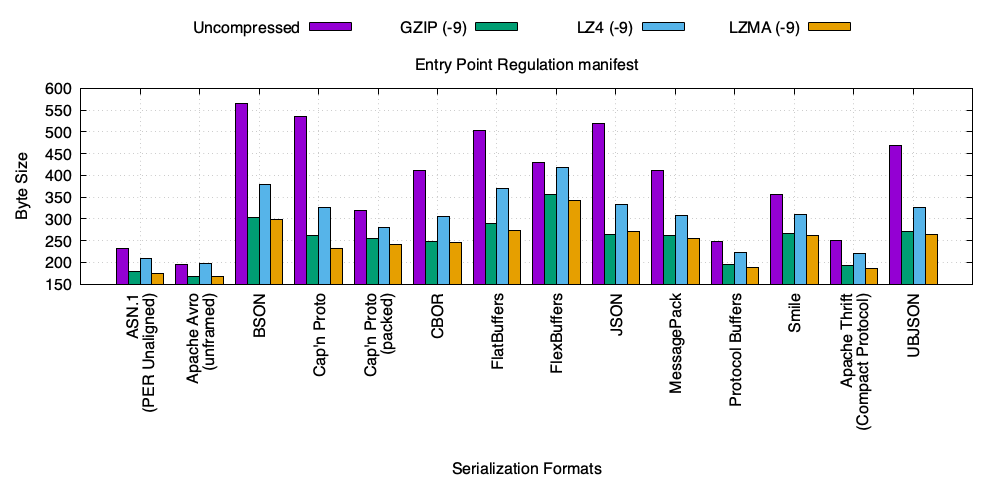 Uncompressed GZIP (-9) LZ4 (-9) LZMA (-9)
Entry Point Regulation manifest
Byte Size
600
550
500
450
400
350
300
250
200
150
ASN.1
(PER Unaligned)
Apache Avro
(unframed)
BSON
Cap'n Proto
Cap'n Proto
(packed)
CBOR
FlatBuffers
FlexBuffers
JSON
MessagePack
Protocol Buffers
Smile
Apache Thrift
(Compact Protocol)
UBJSON
Serialization Formats